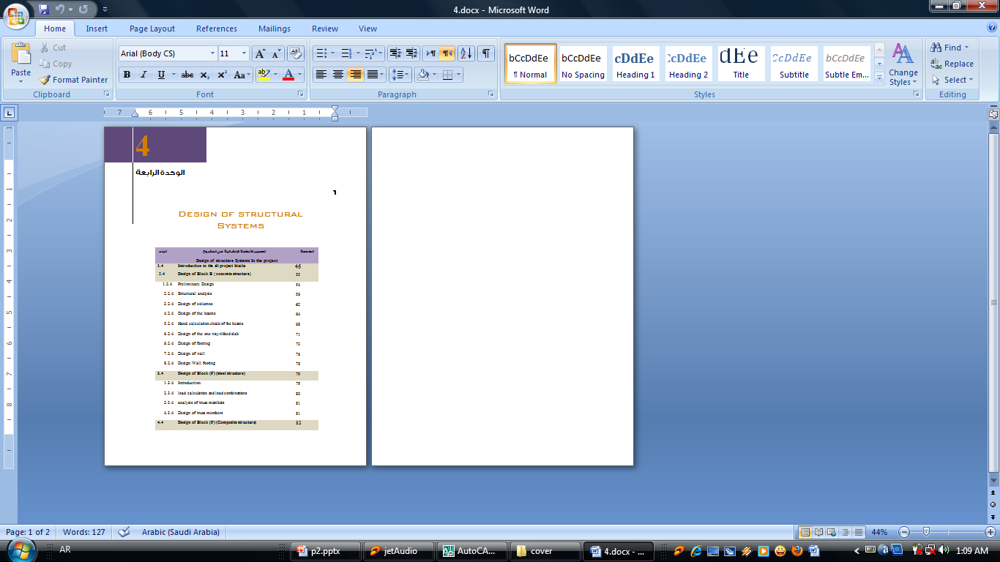 4.docx - Microsoft Word
Home Insert Page Layout References Mailings Review View
Paste
Cut
Copy
Format Painter
Clipboard
Arial (Body CS) 11
Font
Paragraph
bCcDdEe bCcDdEe cDdEe CcDdEe dEe CcDdEe bCcDdEe
¶ Normal No Spacing Heading 1 Heading 2 Title Subtitle Subtle Em...
Styles
Change Styles
Find
Replace
Select
Editing
7 6 5 4 3 2 1
4
الوحدة الرابعة
Design of structural
Systems
البند تصميم الأنظمة الإنشائية في المشروع الصفحة
Design of structure Systems In the project
1.4 Introduction to the all project blocks 46
2.4 Design of Block B ( concrete structure) 53
1.2.4 Preliminary Design 54
2.2.4 Structural analysis 56
3.2.4 Design of columns 62
4.2.4 Design of the beams 64
5.2.4 Hand calculation check of the beams 68
6.2.4 Design of the one way ribbed slab 71
6.2.4 Design of footing 73
7.2.4 Design of wall 76
8.2.4 Design Wall footing 78
3.4 Design of Block (F) (steel structure) 79
1.3.4 Introduction 79
2.3.4 load calculation and load combinations 80
3.3.4 analysis of truss members 81
4.3.4 Design of truss members 81
4.4 Design of Block (F) (Composite structure) 82
Page: 1 of 2 Words: 127 Arabic (Saudi Arabia) 44%
AR p2.pptx jetAudio AutoCA... cover 4.docx - ... 1:09 AM